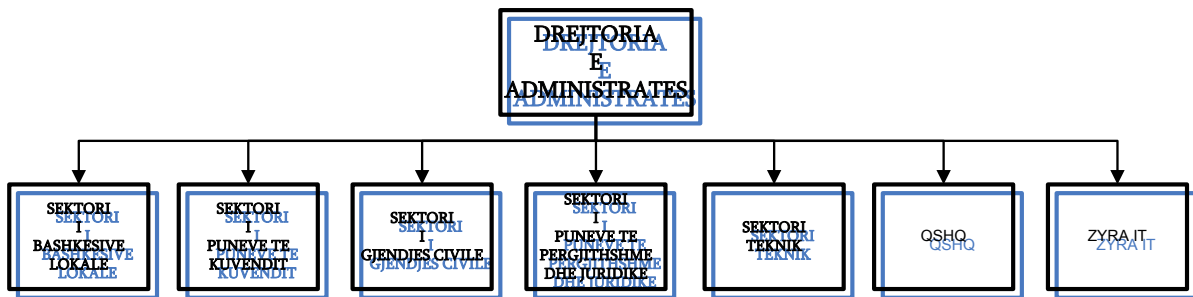 DREJTORIA
E
ADMINISTRATES
SEKTORI
I
BASHKESIVE
LOKALE
SEKTORI
I
PUNEVE TE
KUVENDIT
SEKTORI
I
GJENDJES CIVILE
SEKTORI
I
PUNEVE TE
PERGJITHSHME
DHE JURIDIKE
SEKTORI
TEKNIK
QSHQ
ZYRA IT